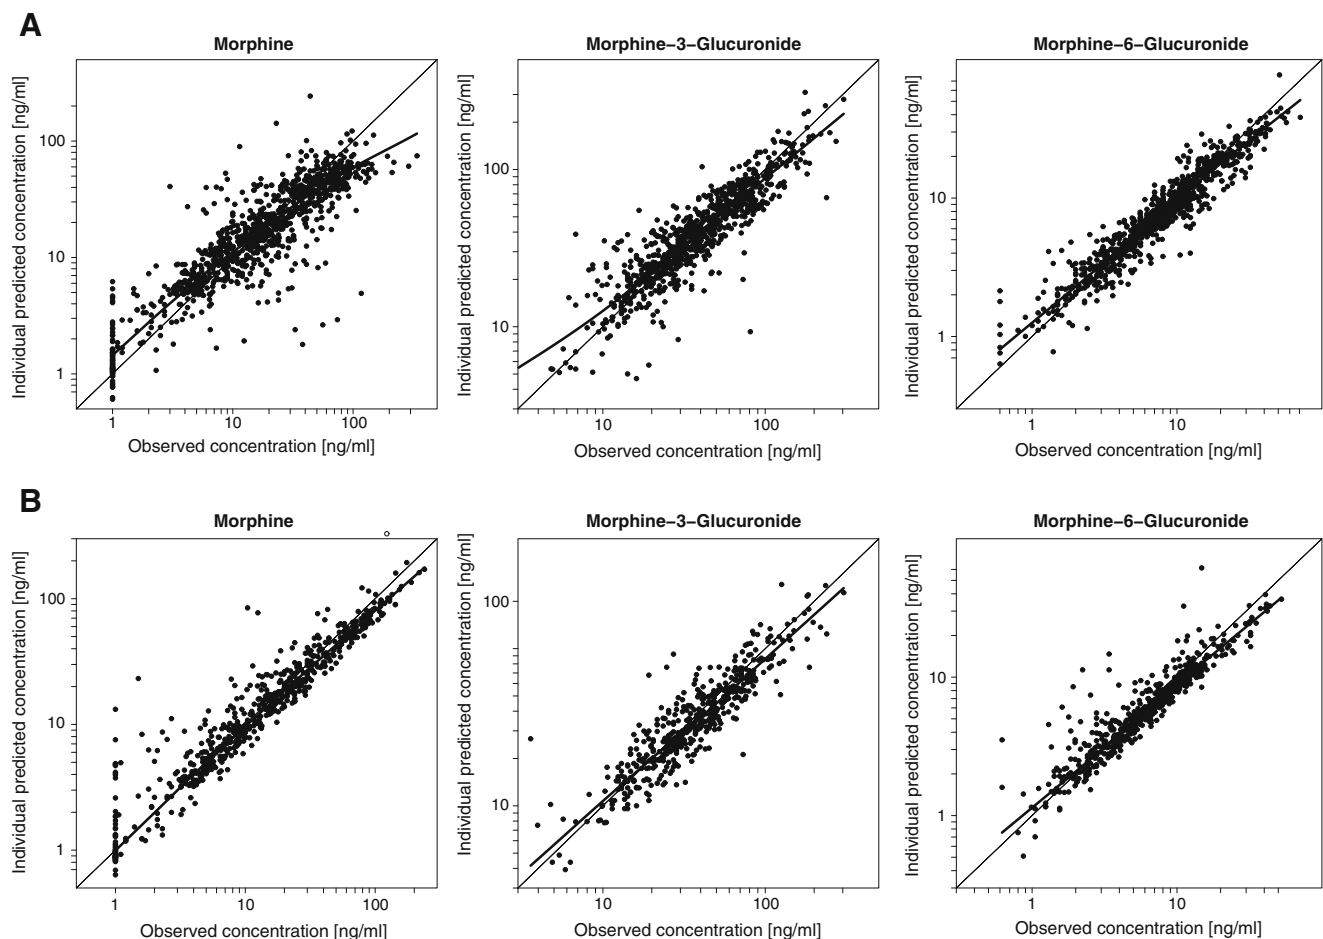 A
Morphine
Morphine–3–Glucuronide
Morphine–6–Glucuronide
Individual predicted concentration [ng/ml]
100
10
1
1 10 100
Observed concentration [ng/ml]
Individual predicted concentration [ng/ml]
100
10
10 100
Observed concentration [ng/ml]
Individual predicted concentration [ng/ml]
10
1
1 10
Observed concentration [ng/ml]
B
Morphine
Morphine–3–Glucuronide
Morphine–6–Glucuronide
Individual predicted concentration [ng/ml]
100
10
1
1 10 100
Observed concentration [ng/ml]
Individual predicted concentration [ng/ml]
100
10
10 100
Observed concentration [ng/ml]
Individual predicted concentration [ng/ml]
10
1
1 10
Observed concentration [ng/ml]